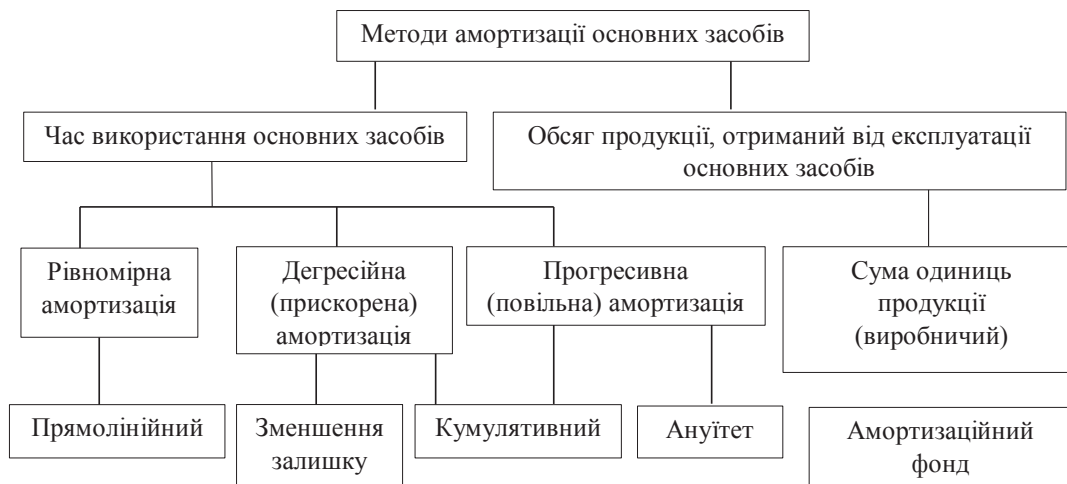 Методи амортизації основних засобів
Час використання основних засобів
Обсяг продукції, отриманий від експлуатації
основних засобів
Рівномірна
амортизація
Дегресійна
(прискорена)
амортизація
Прогресивна
(повільна) амортизація
Сума одиниць
продукції
(виробничий)
Прямолінійний
Зменшення
залишку
Кумулятивний
Ануїтет
Амортизаційний
фонд